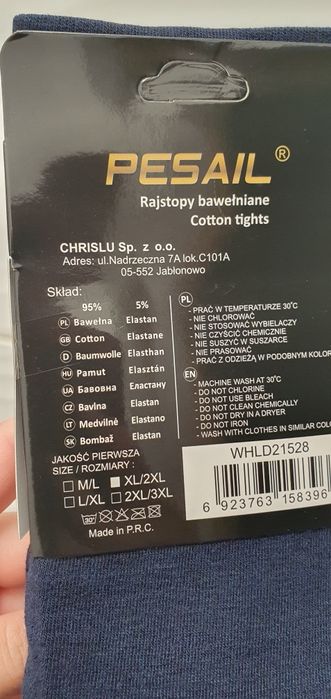 PESAIL®
Rajstopy bawełniane
Cotton tights
CHRISLU Sp. z o.o.
Adres: ul.Nadrzeczna 7A lok.C101A
05-552 Jabłonowo
Skład:
95% 5%
PL Bawełna Elastan
GB Cotton Elastane
D Baumwolle Elasthan
HU Pamut Elasztán
UA Бавовна Еластану
CZ Bavlna Elastan
LT Medvilnė Elastano
SK Bombaž Elastan
JAKOŚĆ PIERWSZA
SIZE / ROZMIARY :
M/L XL/2XL
L/XL 2XL/3XL
30°
Made in P.R.C.
PL
- PRAĆ W TEMPERATURZE 30°C
- NIE CHLOROWAĆ
- NIE STOSOWAĆ WYBIELACZY
- NIE CZYŚCIĆ CHEMICZNIE
- NIE SUSZYĆ W SUSZARCE
- NIE PRASOWAĆ
- PRAĆ Z ODZIEŻĄ W PODOBNYM KOLOR
EN
- MACHINE WASH AT 30°C
- DO NOT CHLORINE
- DO NOT USE BLEACH
- DO NOT CLEAN CHEMICALLY
- DO NOT DRY IN A DRYER
- DO NOT IRON
- WASH WITH CLOTHES IN SIMILAR COLO
WHLD21528
6 923763 158396